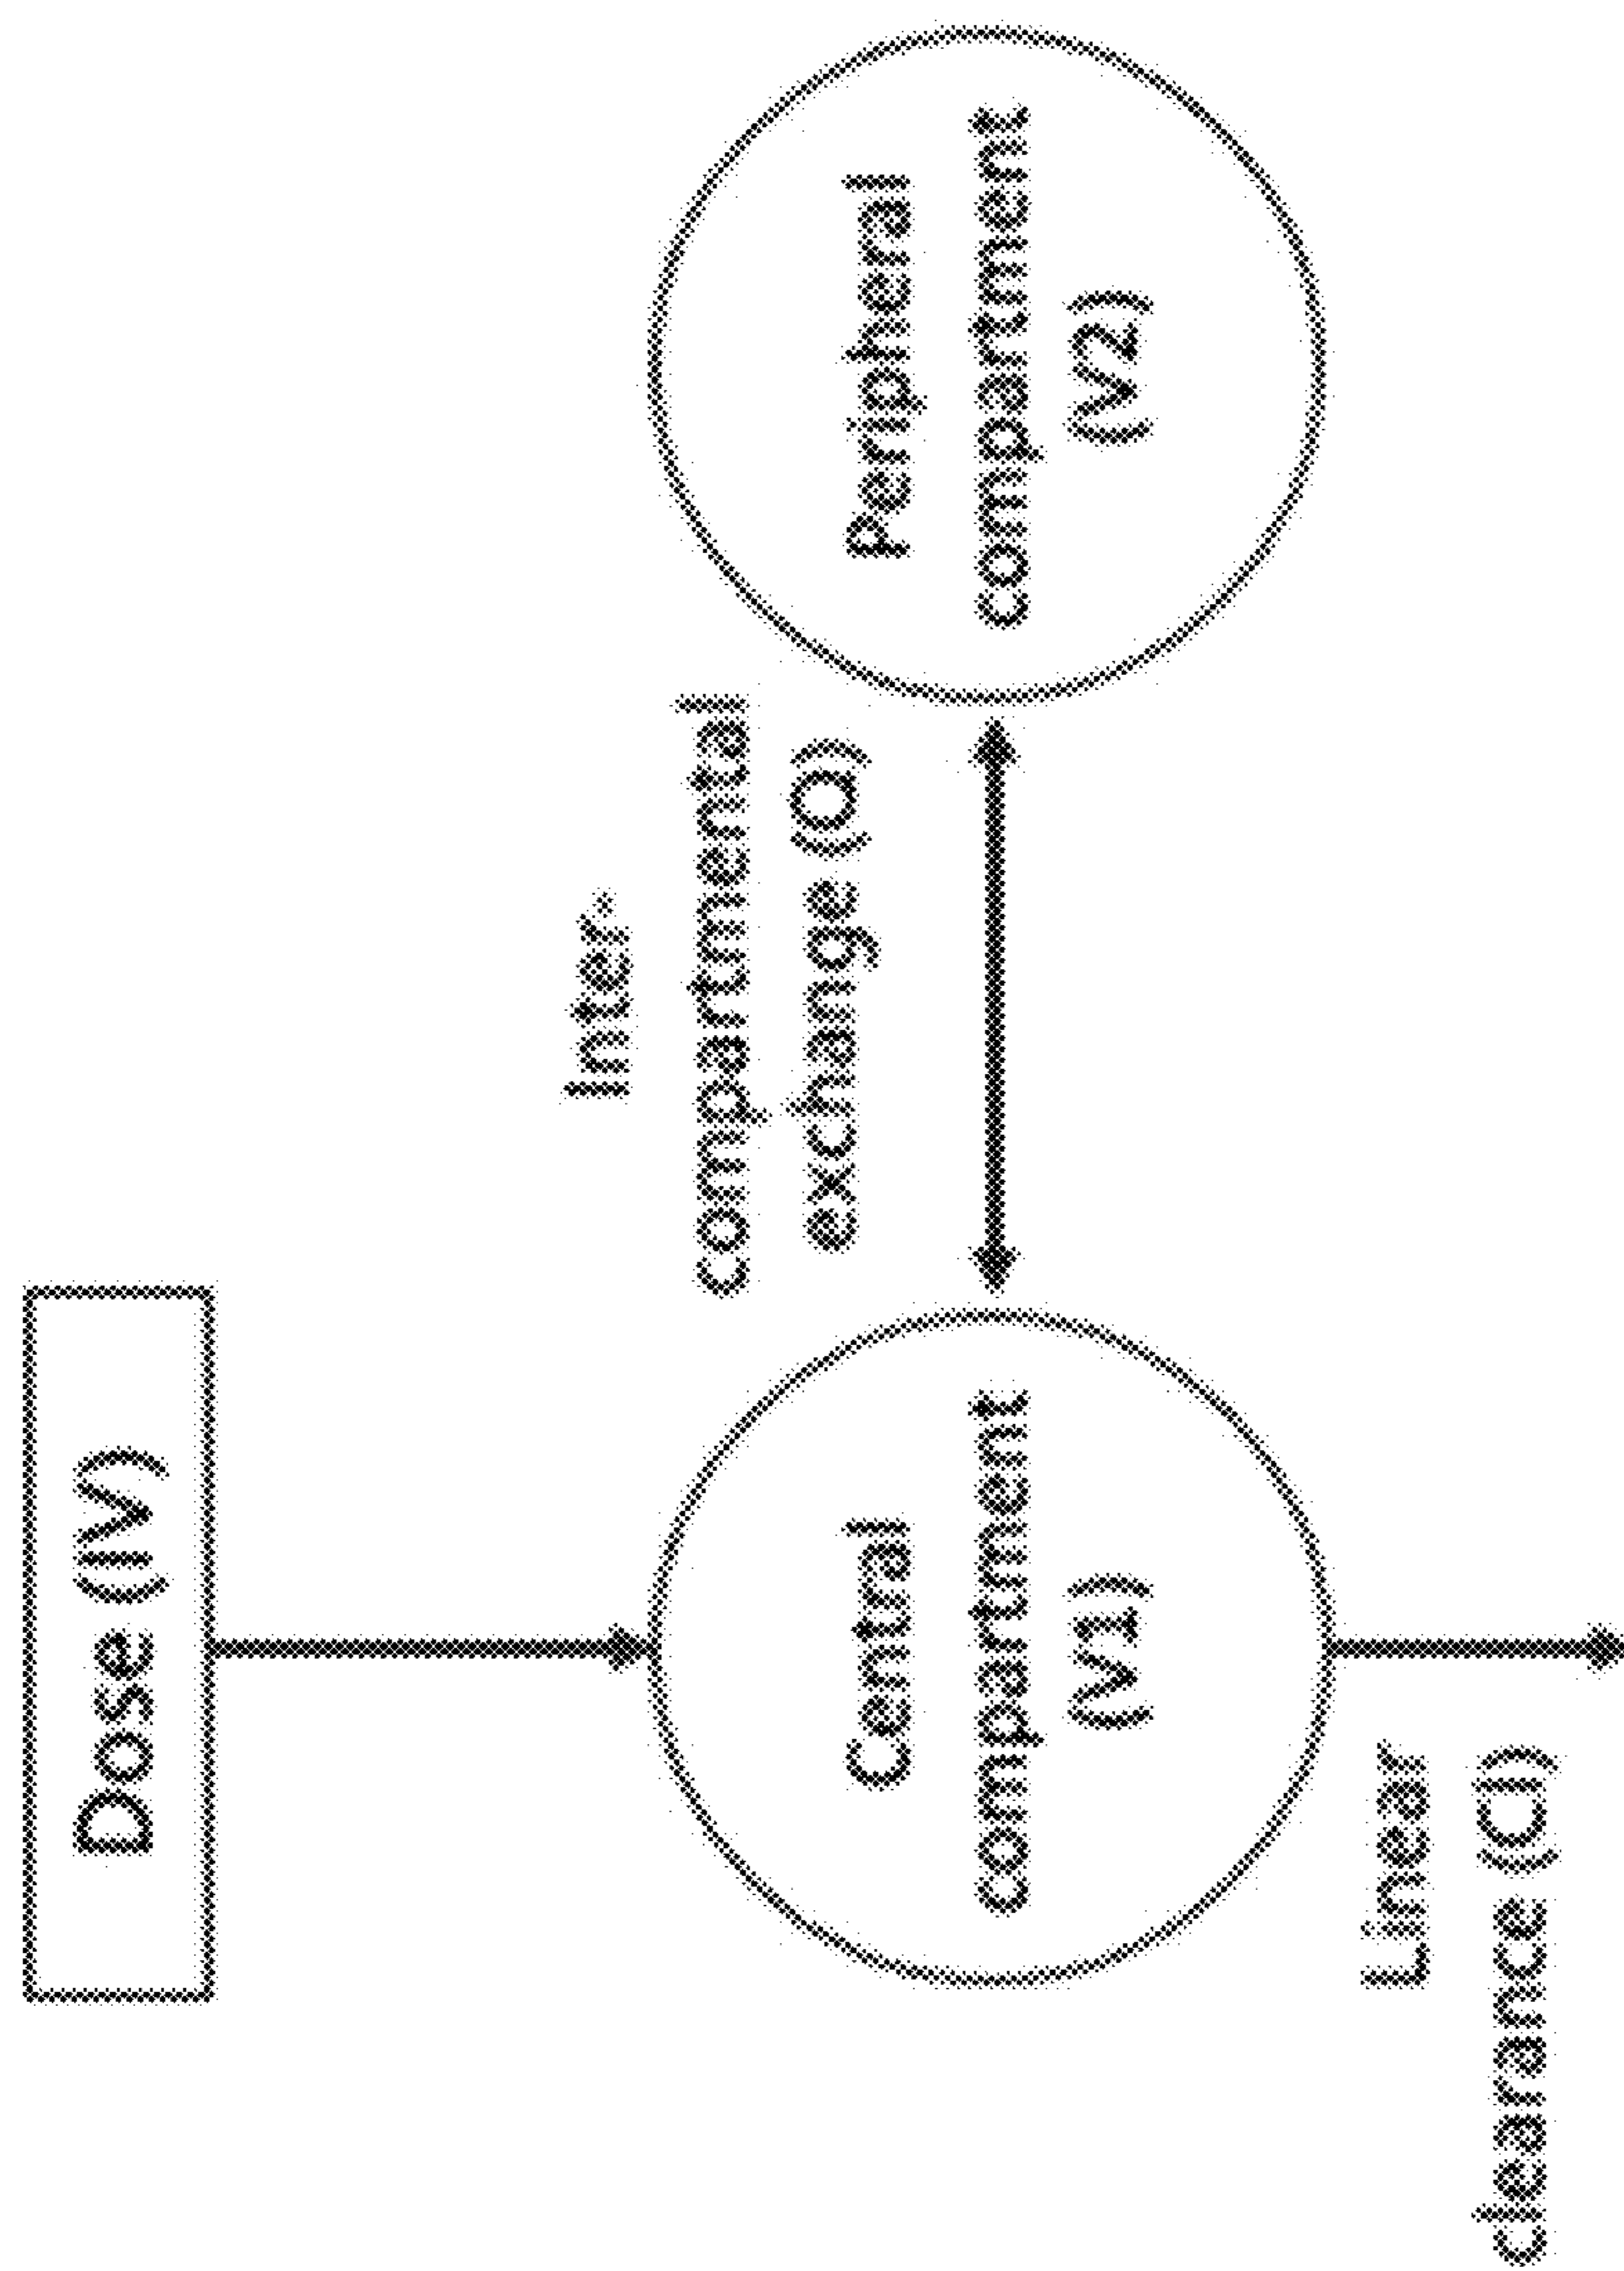 Dose (IV)
Inter-
compartmental
exchange (Q)
Central
compartment
(V1)
Peripheral
compartment
(V2)
Linear
clearance (Cl)